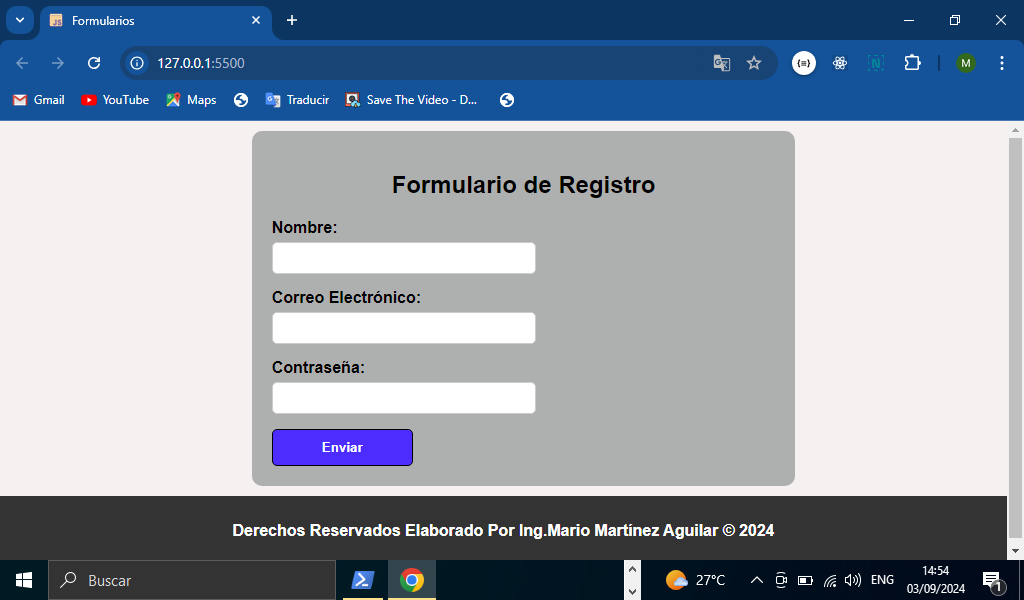 Formularios
127.0.0.1:5500
M
Gmail
YouTube
Maps
Traducir
Save The Video - D...
Formulario de Registro
Nombre:
Correo Electrónico:
Contraseña:
Enviar
Derechos Reservados Elaborado Por Ing.Mario Martínez Aguilar © 2024
Buscar
27°C
ENG
14:54
03/09/2024
1